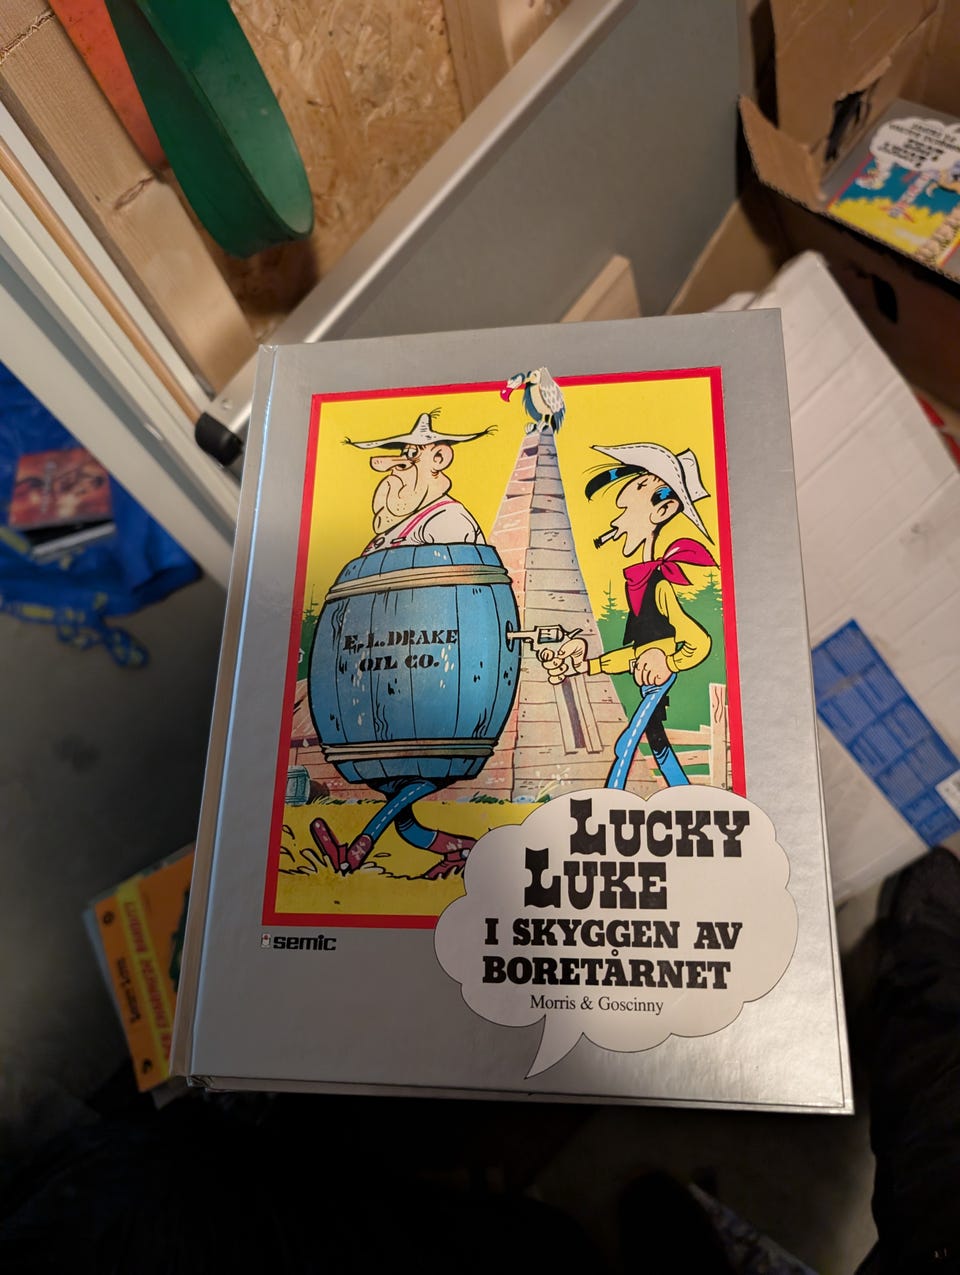 E.L. DRAKE
OIL CO.
LUCKY
LUKE
I SKYGGEN AV
BORETÅRNET
Morris & Goscinny
semic